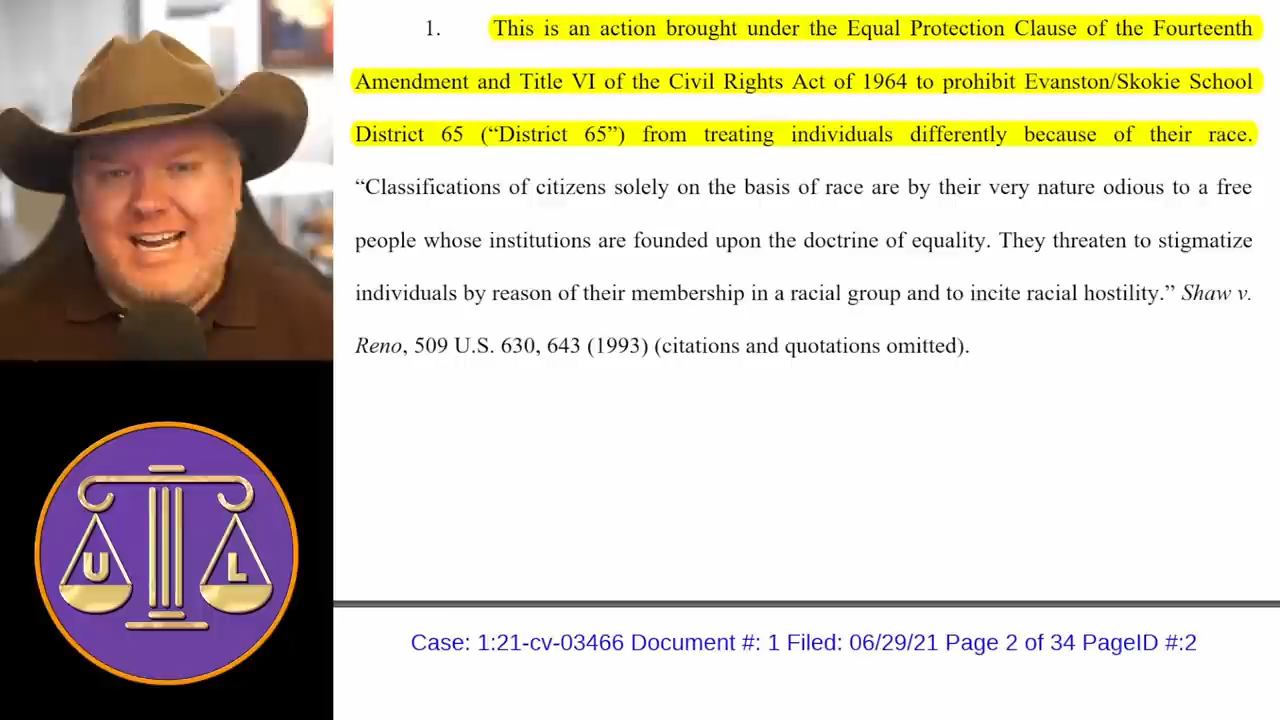 1. This is an action brought under the Equal Protection Clause of the Fourteenth
Amendment and Title VI of the Civil Rights Act of 1964 to prohibit Evanston/Skokie School
District 65 (“District 65”) from treating individuals differently because of their race.
“Classifications of citizens solely on the basis of race are by their very nature odious to a free
people whose institutions are founded upon the doctrine of equality. They threaten to stigmatize
individuals by reason of their membership in a racial group and to incite racial hostility.” Shaw v.
Reno, 509 U.S. 630, 643 (1993) (citations and quotations omitted).
U L
Case: 1:21-cv-03466 Document #: 1 Filed: 06/29/21 Page 2 of 34 PageID #:2